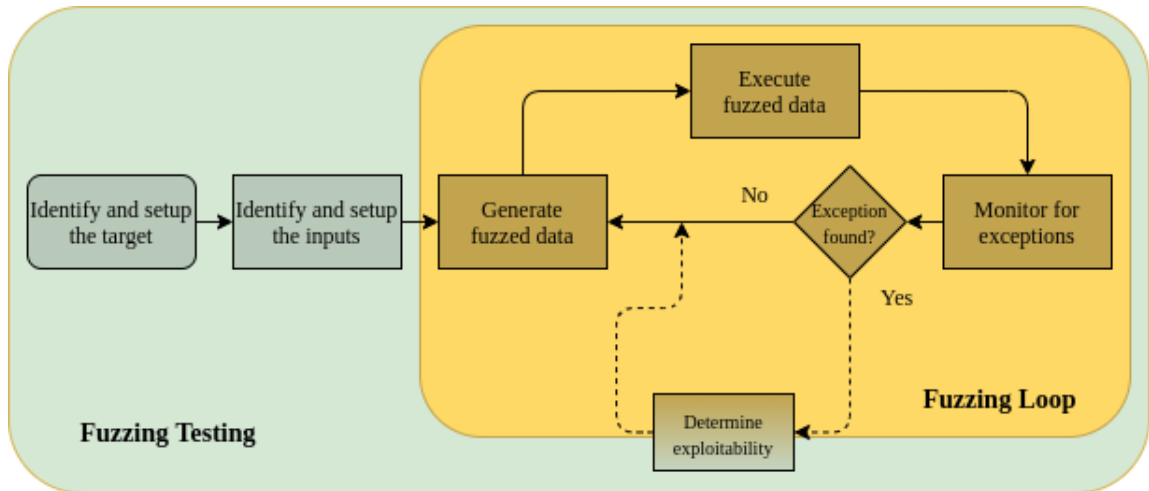 Identify and setup
the target
Identify and setup
the inputs
Generate
fuzzed data
Execute
fuzzed data
Monitor for
exceptions
Exception
found?
No
Yes
Determine
exploitability
Fuzzing Loop
Fuzzing Testing